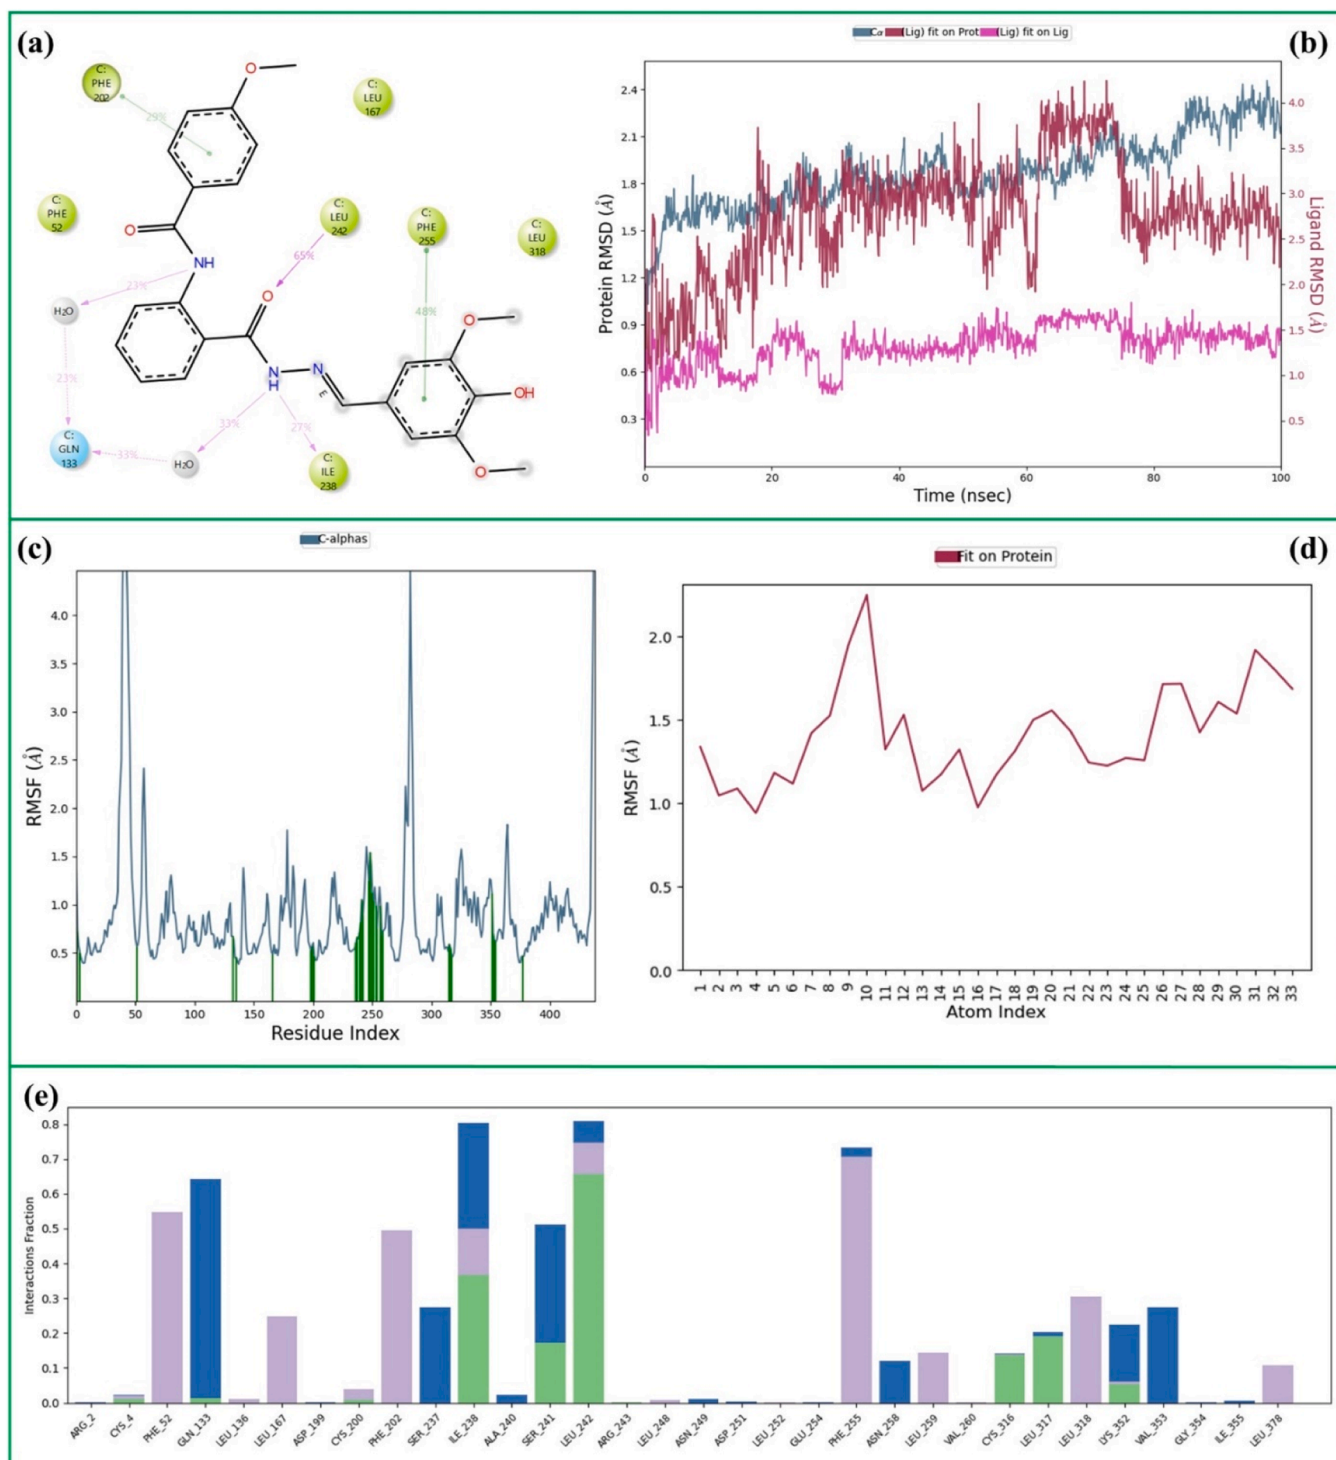 (a)
C:
PHE
202
29%
O
C:
LEU
167
C:
PHE
52
O
NH
C:
LEU
242
65%
O
C:
PHE
255
48%
C:
LEU
318
23%
H₂O
23%
N
H
N
E
O
OH
O
33%
27%
C:
GLN
133
33%
H₂O
C:
ILE
238
(b)
Cα
(Lig) fit on Prot
(Lig) fit on Lig
Protein RMSD (Å)
2.4
2.1
1.8
1.5
1.2
0.9
0.6
0.3
4.0
3.5
3.0
2.5
2.0
1.5
1.0
0.5
Ligand RMSD (Å)
0 20 40 60 80 100
Time (nsec)
(c)
C-alphas
RMSF (Å)
4.0
3.5
3.0
2.5
2.0
1.5
1.0
0.5
0 50 100 150 200 250 300 350 400
Residue Index
(d)
Fit on Protein
RMSF (Å)
2.0
1.5
1.0
0.5
0.0
1 2 3 4 5 6 7 8 9 10 11 12 13 14 15 16 17 18 19 20 21 22 23 24 25 26 27 28 29 30 31 32 33
Atom Index
(e)
Interactions Fraction
0.8
0.7
0.6
0.5
0.4
0.3
0.2
0.1
0.0
ARG_2 CYS_4 PHE_52 GLN_133 LEU_136 LEU_167 ASP_199 CYS_200 PHE_202 SER_237 ILE_238 ALA_240 SER_241 LEU_242 ARG_243 LEU_248 ASN_249 ASP_251 LEU_252 GLU_254 PHE_255 ASN_258 LEU_259 VAL_260 CYS_316 LEU_317 LEU_318 LYS_352 VAL_353 GLY_354 ILE_355 LEU_378